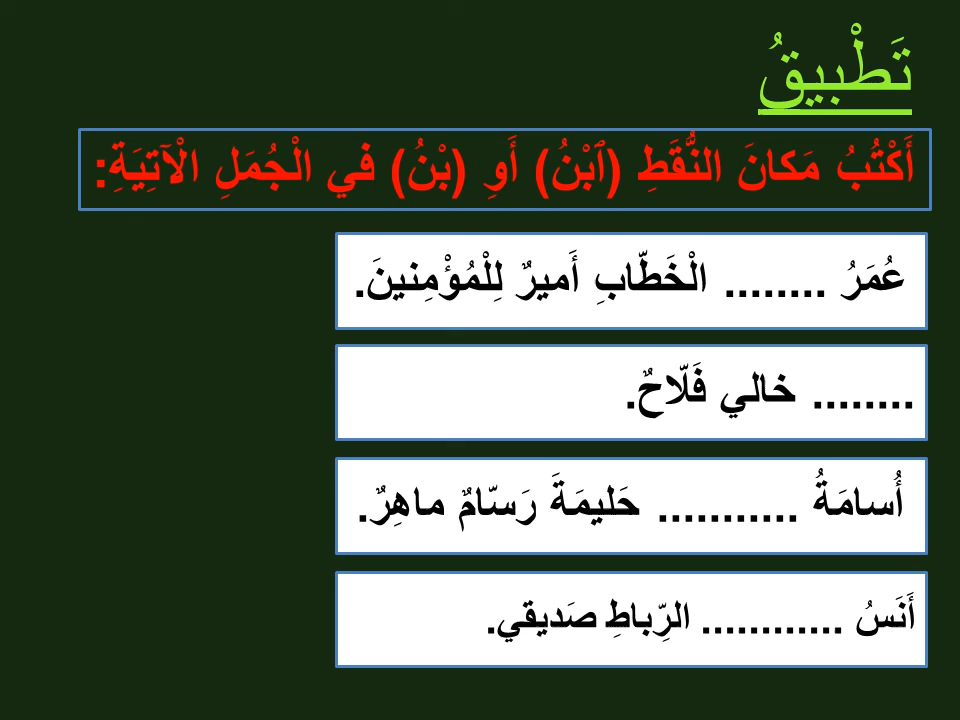 تَطْبيقُ
أَكْتُبُ مَكانَ النُّقَطِ (ٱبْنُ) أَوِ (بْنُ) في الْجُمَلِ الْآتِيَةِ:
عُمَرُ ........ الْخَطّابِ أَميرٌ لِلْمُؤْمِنينَ.
........ خالي فَلّاحٌ.
أُسامَةُ ........... حَليمَةَ رَسّامٌ ماهِرٌ.
أَنَسُ ............ الرِّباطِ صَديقي.